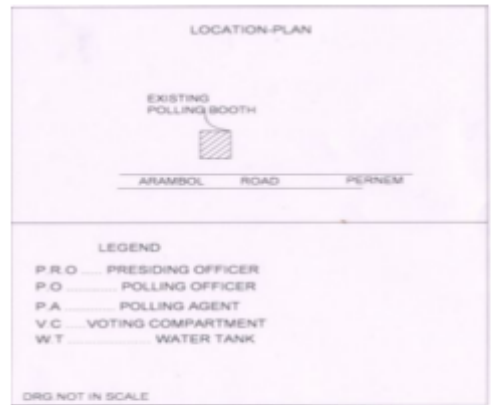 LOCATION-PLAN
EXISTING
POLLING BOOTH
ARAMBOL ROAD PERNEM
LEGEND
P.R.O ..... PRESIDING OFFICER
P.O ............. POLLING OFFICER
P.A ............. POLLING AGENT
V.C ..... VOTING COMPARTMENT
W.T ..................... WATER TANK
DRG.NOT IN SCALE